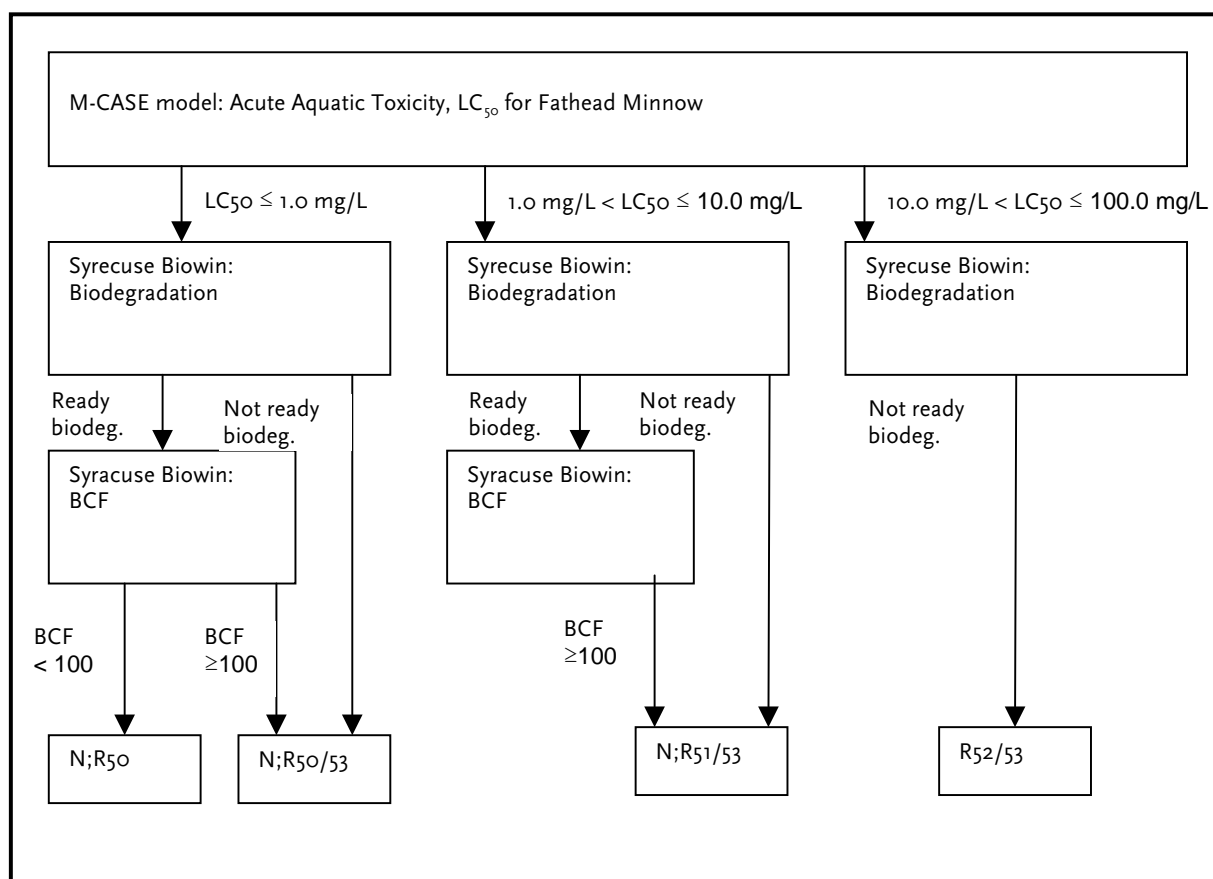 M-CASE model: Acute Aquatic Toxicity, LC50 for Fathead Minnow
LC50 ≤ 1.0 mg/L
1.0 mg/L < LC50 ≤ 10.0 mg/L
10.0 mg/L < LC50 ≤ 100.0 mg/L
Syrecuse Biowin:
Biodegradation
Syrecuse Biowin:
Biodegradation
Syrecuse Biowin:
Biodegradation
Ready
biodeg.
Not ready
biodeg.
Ready
biodeg.
Not ready
biodeg.
Not ready
biodeg.
Syracuse Biowin:
BCF
Syracuse Biowin:
BCF
BCF
< 100
BCF
≥100
BCF
≥100
N;R50
N;R50/53
N;R51/53
R52/53